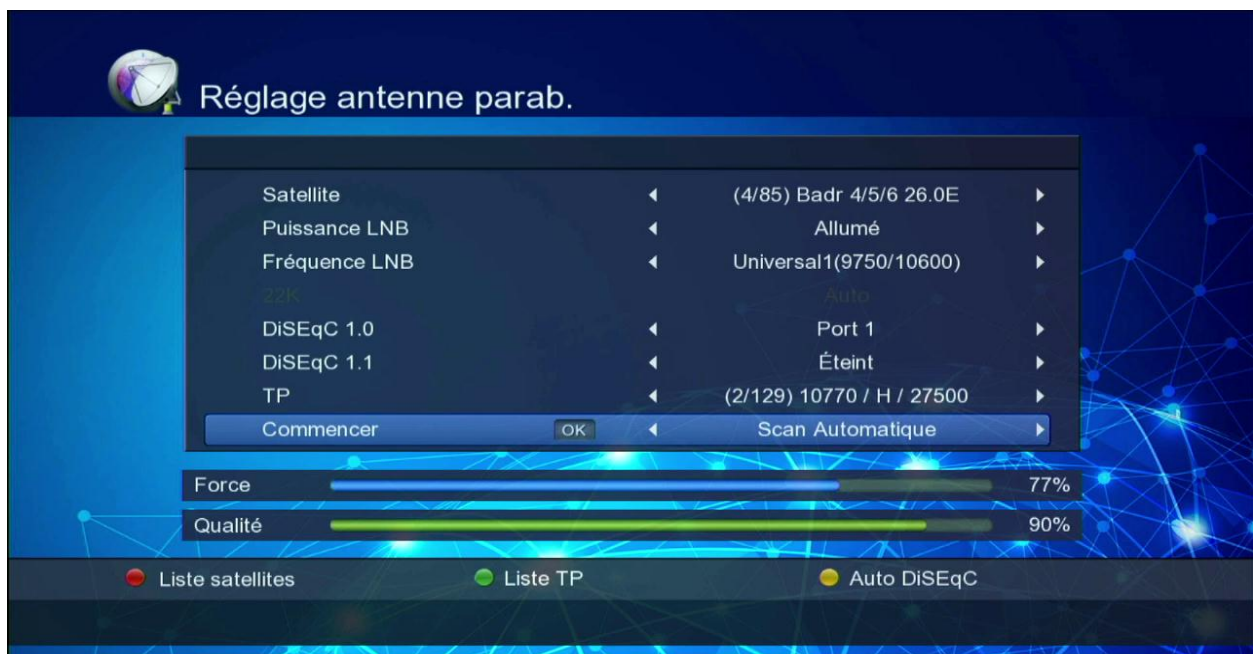 Réglage antenne parab.
Satellite (4/85) Badr 4/5/6 26.0E
Puissance LNB Allumé
Fréquence LNB Universal1(9750/10600)
22K Auto
DiSEqC 1.0 Port 1
DiSEqC 1.1 Éteint
TP (2/129) 10770 / H / 27500
Commencer OK Scan Automatique
Force 77%
Qualité 90%
Liste satellites Liste TP Auto DiSEqC